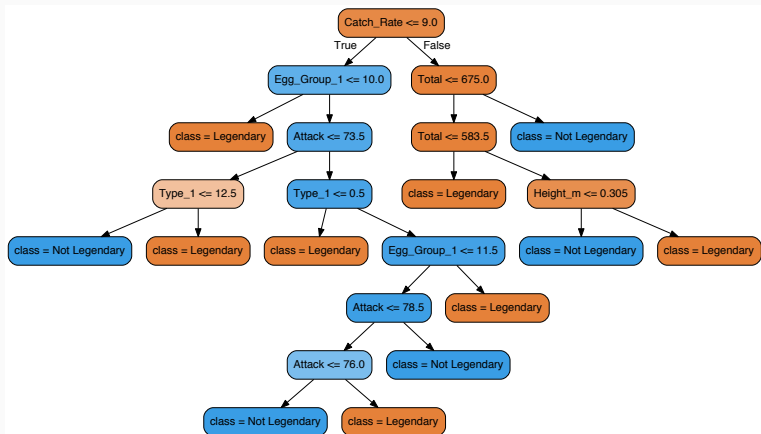 Catch_Rate <= 9.0
True
False
Egg_Group_1 <= 10.0
Total <= 675.0
class = Legendary
Attack <= 73.5
Total <= 583.5
class = Not Legendary
Type_1 <= 12.5
Type_1 <= 0.5
class = Legendary
Height_m <= 0.305
class = Not Legendary
class = Legendary
class = Legendary
Egg_Group_1 <= 11.5
class = Not Legendary
class = Legendary
Attack <= 78.5
class = Legendary
Attack <= 76.0
class = Not Legendary
class = Not Legendary
class = Legendary